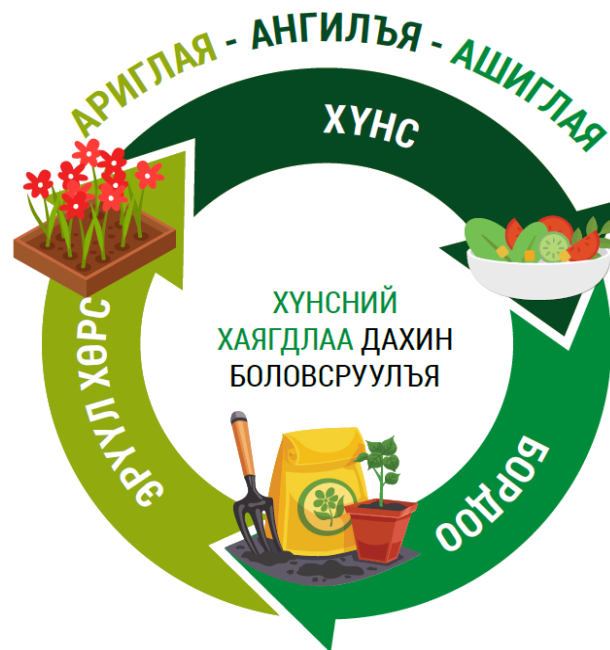 АРИГЛАЯ - АНГИЛЪЯ - АШИГЛАЯ
ХҮНС
ХҮНСНИЙ
ХАЯГДЛАА ДАХИН
БОЛОВСРУУЛЪЯ
БОРДОО
ЭРҮҮЛ ХӨРС